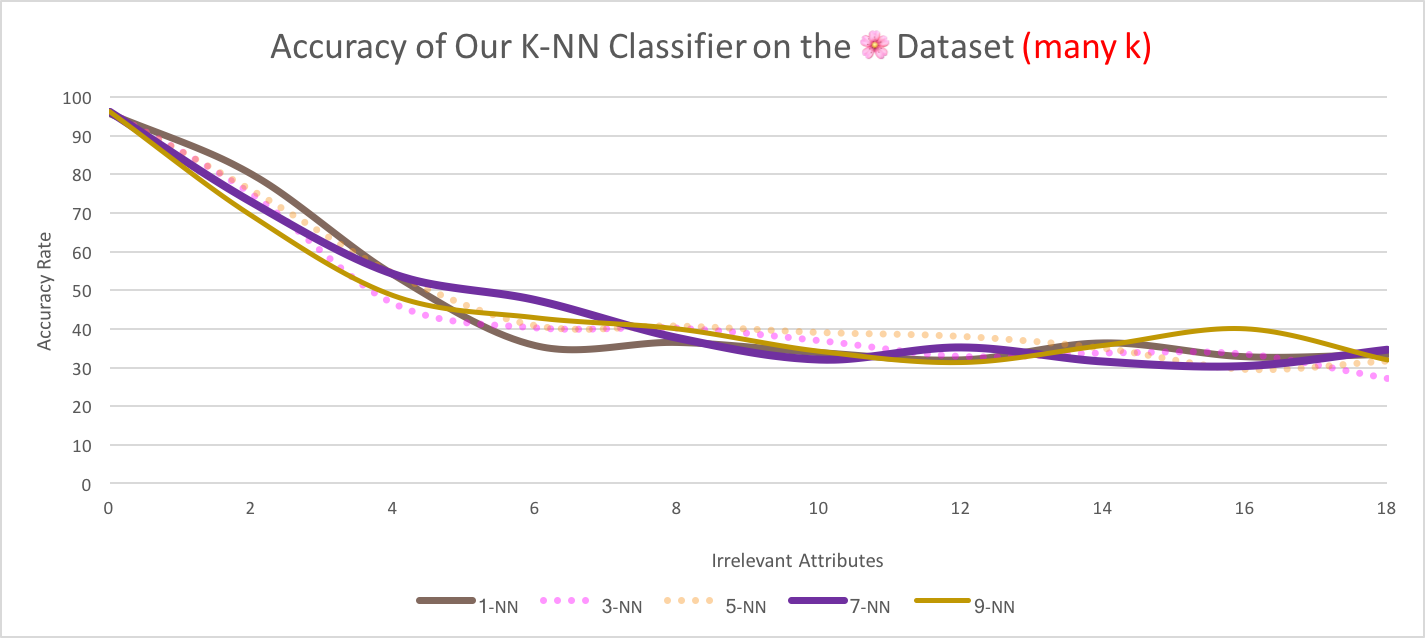 Accuracy of Our K-NN Classifier on the 🌸 Dataset (many k)
Accuracy Rate
100
90
80
70
60
50
40
30
20
10
0
0 2 4 6 8 10 12 14 16 18
Irrelevant Attributes
1-NN 3-NN 5-NN 7-NN 9-NN